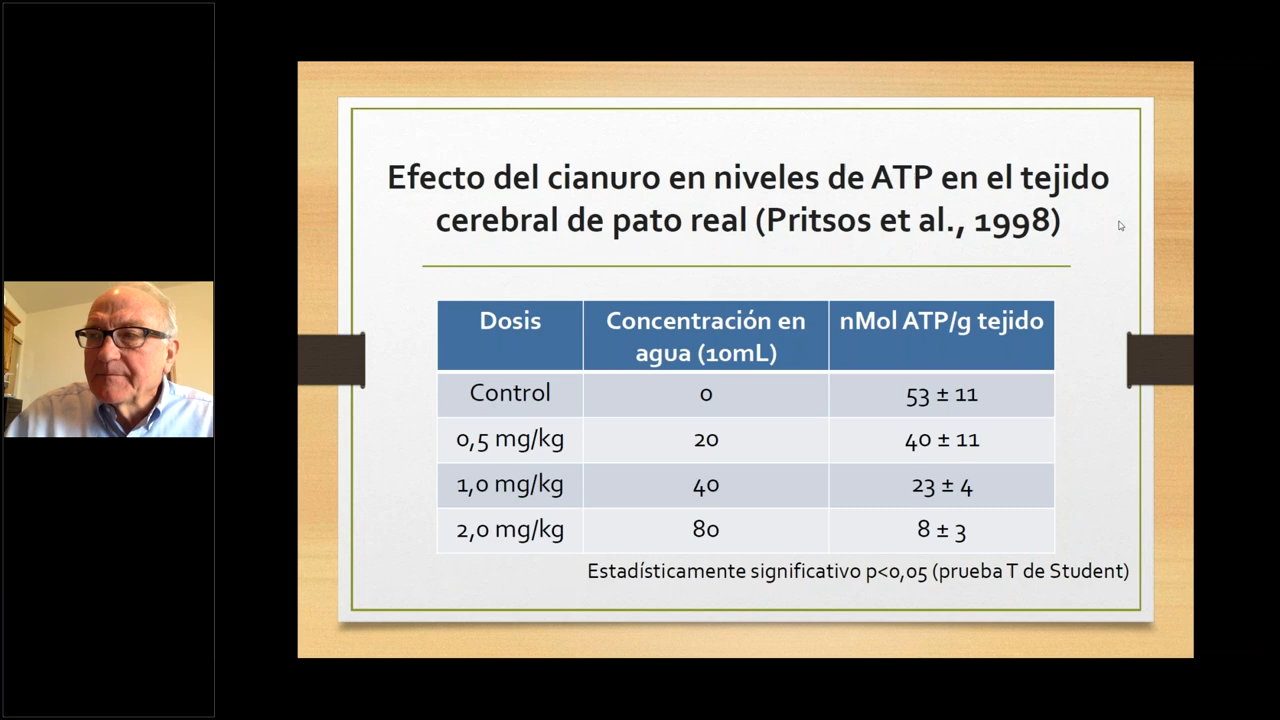 Efecto del cianuro en niveles de ATP en el tejido
cerebral de pato real (Pritsos et al., 1998)
Dosis
Concentración en
agua (10mL)
nMol ATP/g tejido
Control 0 53 ± 11
0,5 mg/kg 20 40 ± 11
1,0 mg/kg 40 23 ± 4
2,0 mg/kg 80 8 ± 3
Estadísticamente significativo p<0,05 (prueba T de Student)